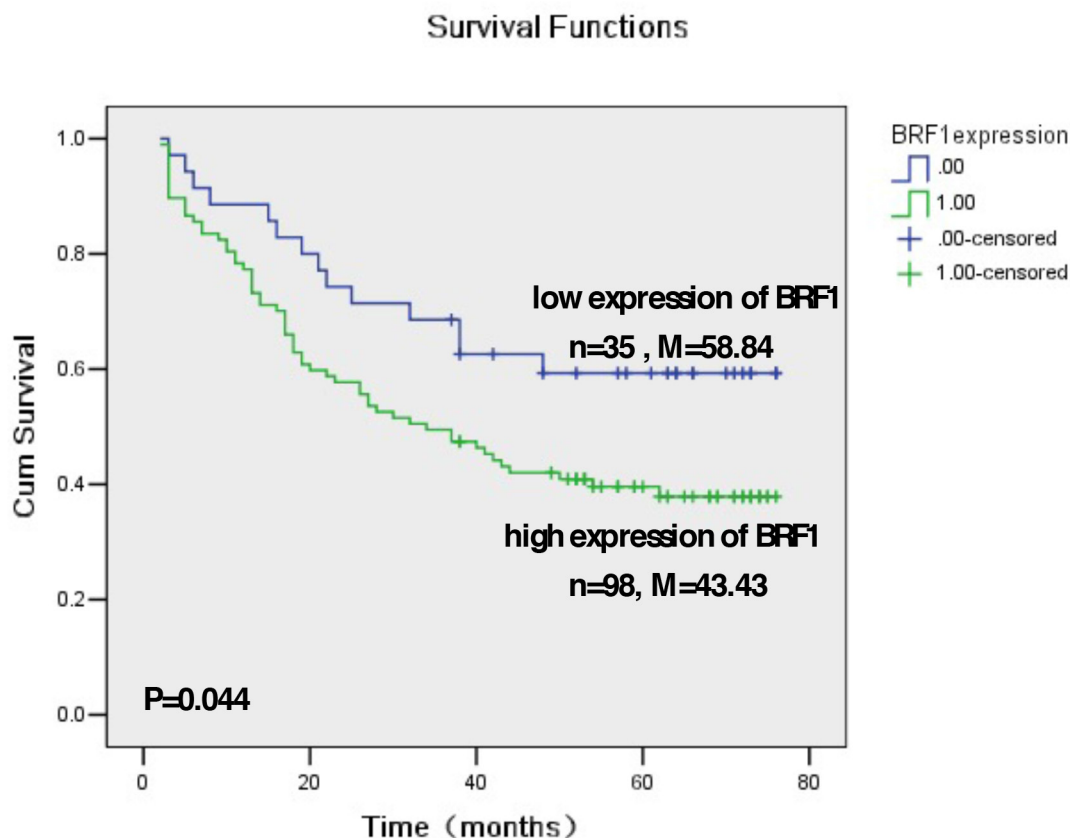 Survival Functions
BRF1expression
.00
1.00
.00-censored
1.00-censored
1.0
0.8
0.6
0.4
0.2
0.0
Cum Survival
low expression of BRF1
n=35 , M=58.84
high expression of BRF1
n=98, M=43.43
P=0.044
0 20 40 60 80
Time（months）